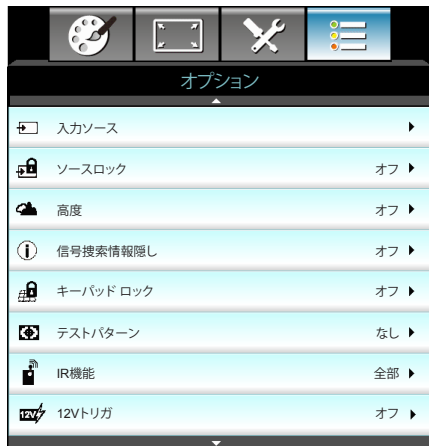 オプション
入力ソース
ソースロック オフ
高度 オフ
信号捜索情報隠し オフ
キーパッド ロック オフ
テストパターン なし
IR機能 全部
12V 12Vトリガ オフ